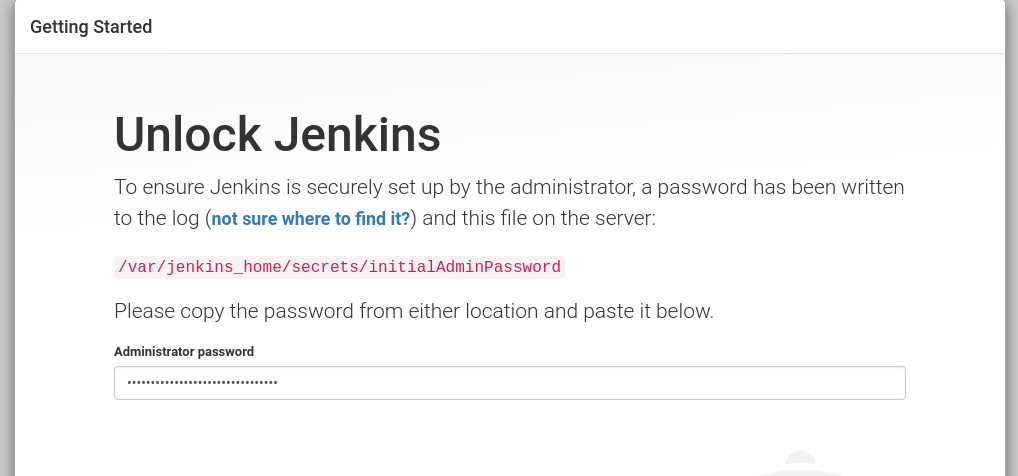 Getting Started
Unlock Jenkins
To ensure Jenkins is securely set up by the administrator, a password has been written
to the log (not sure where to find it?) and this file on the server:
/var/jenkins_home/secrets/initialAdminPassword
Please copy the password from either location and paste it below.
Administrator password
••••••••••••••••••••••••••••••••